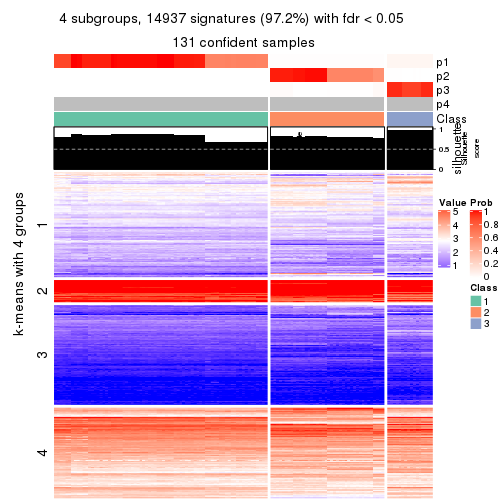 4 subgroups, 14937 signatures (97.2%) with fdr < 0.05
131 confident samples
p1
p2
p3
p4
Class
1
0.5
0
silhouette
Silhouette
score
k-means with 4 groups
1
2
3
4
Value
5
4
3
2
1
Prob
1
0.8
0.6
0.4
0.2
0
Class
1
2
3